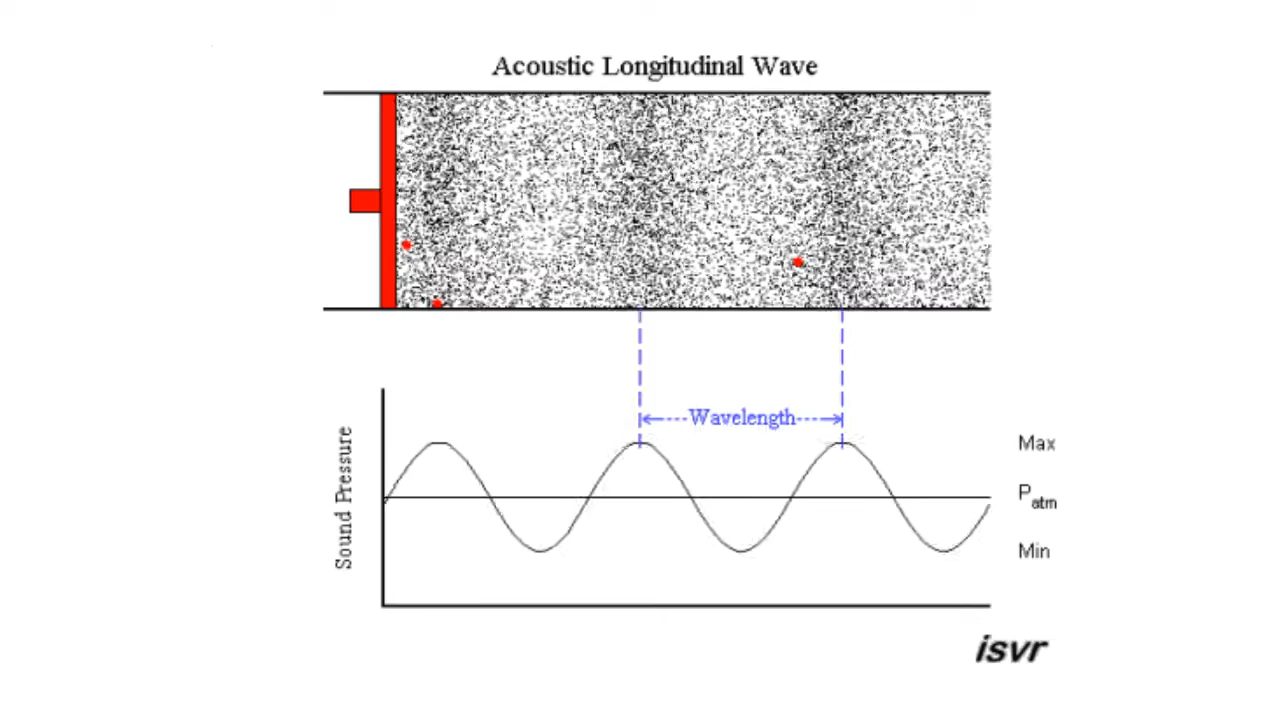 Acoustic Longitudinal Wave
Wavelength
Sound Pressure
Max
Patm
Min
isvr